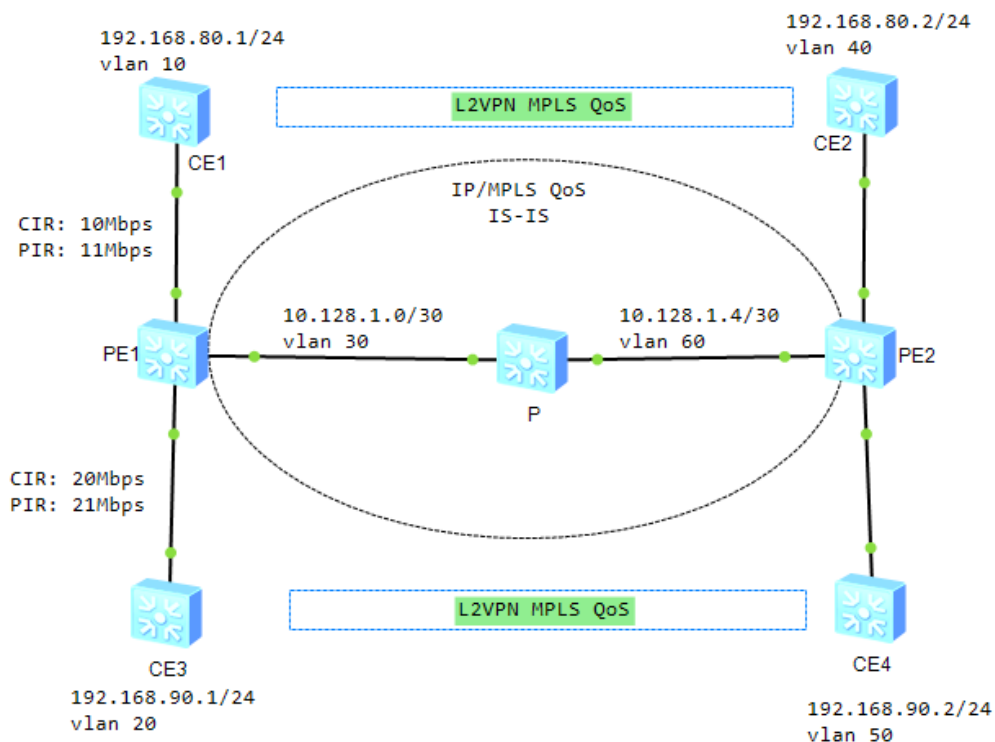 192.168.80.1/24
vlan 10
192.168.80.2/24
vlan 40
L2VPN MPLS QoS
CE1
CE2
IP/MPLS QoS
IS-IS
CIR: 10Mbps
PIR: 11Mbps
10.128.1.0/30
vlan 30
10.128.1.4/30
vlan 60
PE1
PE2
P
CIR: 20Mbps
PIR: 21Mbps
L2VPN MPLS QoS
CE3
CE4
192.168.90.1/24
vlan 20
192.168.90.2/24
vlan 50